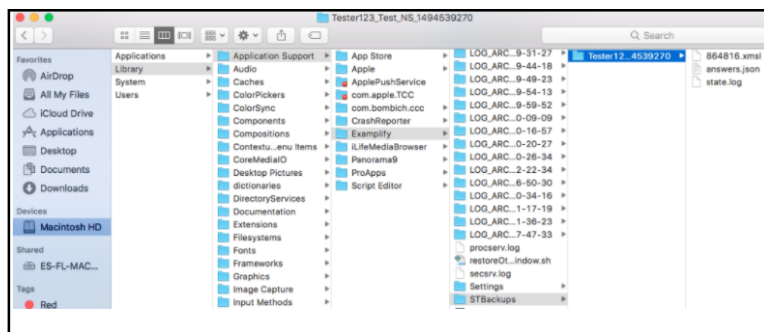 Tester123_Test_NS_1494539270
Search
Favorites
AirDrop
All My Files
iCloud Drive
Applications
Desktop
Documents
Downloads
Devices
Macintosh HD
Shared
ES-FL-MAC...
Tags
Red
Applications
Library
System
Users
Application Support
Audio
Caches
ColorPickers
ColorSync
Components
Compositions
Contextu...enu Items
CoreMediaIO
Desktop Pictures
dictionaries
DirectoryServices
Documentation
Extensions
Filesystems
Fonts
Frameworks
Graphics
Image Capture
Input Methods
App Store
Apple
ApplePushService
com.apple.TCC
com.bombich.ccc
CrashReporter
Examplify
iLifeMediaBrowser
Panorama9
ProApps
Script Editor
LOG_ARC...9-31-27
LOG_ARC...9-44-18
LOG_ARC...9-49-23
LOG_ARC...9-54-13
LOG_ARC...9-59-52
LOG_ARC...0-09-09
LOG_ARC...0-16-57
LOG_ARC...0-20-27
LOG_ARC...0-26-34
LOG_ARC...2-22-34
LOG_ARC...6-50-30
LOG_ARC...0-34-16
LOG_ARC...1-17-19
LOG_ARC...1-36-23
LOG_ARC...7-47-33
procserv.log
restoreOt...indow.sh
secsrv.log
Settings
STBackups
Tester12...4539270
864816.xmsl
answers.json
state.log